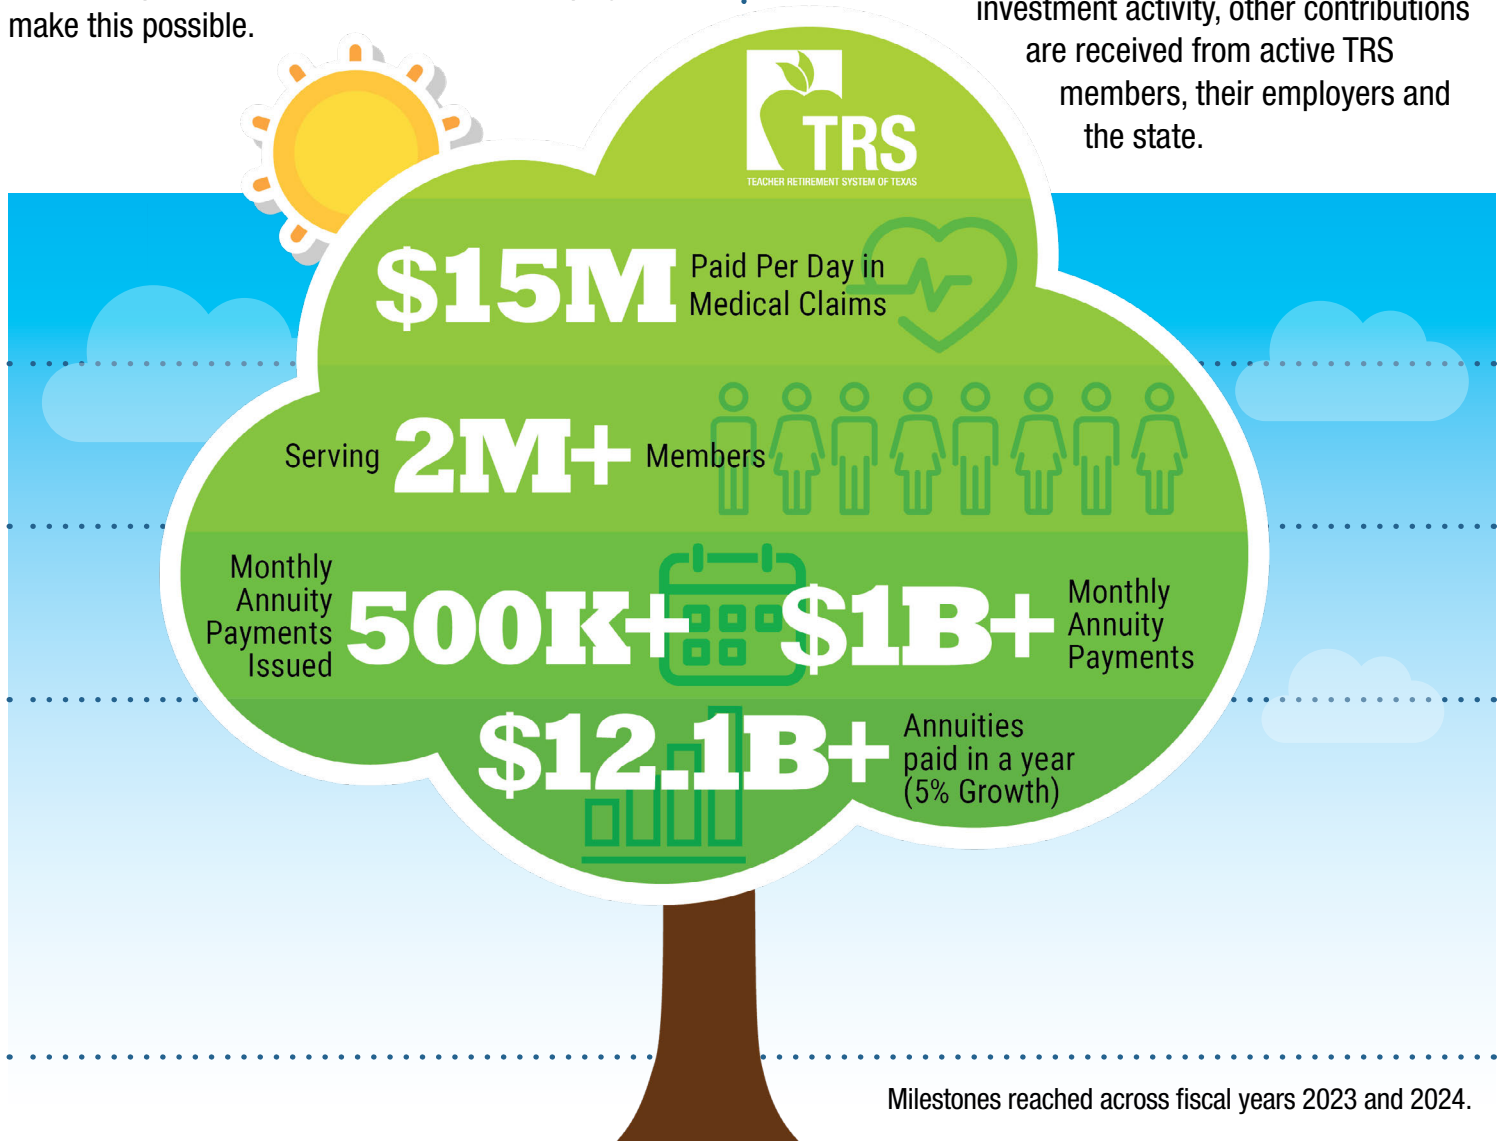 make this possible.
investment activity, other contributions
are received from active TRS
members, their employers and
the state.
TRS
TEACHER RETIREMENT SYSTEM OF TEXAS
$15M
Paid Per Day in
Medical Claims
Serving 2M+ Members
Monthly
Annuity
Payments
Issued
500K+
$1B+
Monthly
Annuity
Payments
$12.1B+
Annuities
paid in a year
(5% Growth)
Milestones reached across fiscal years 2023 and 2024.